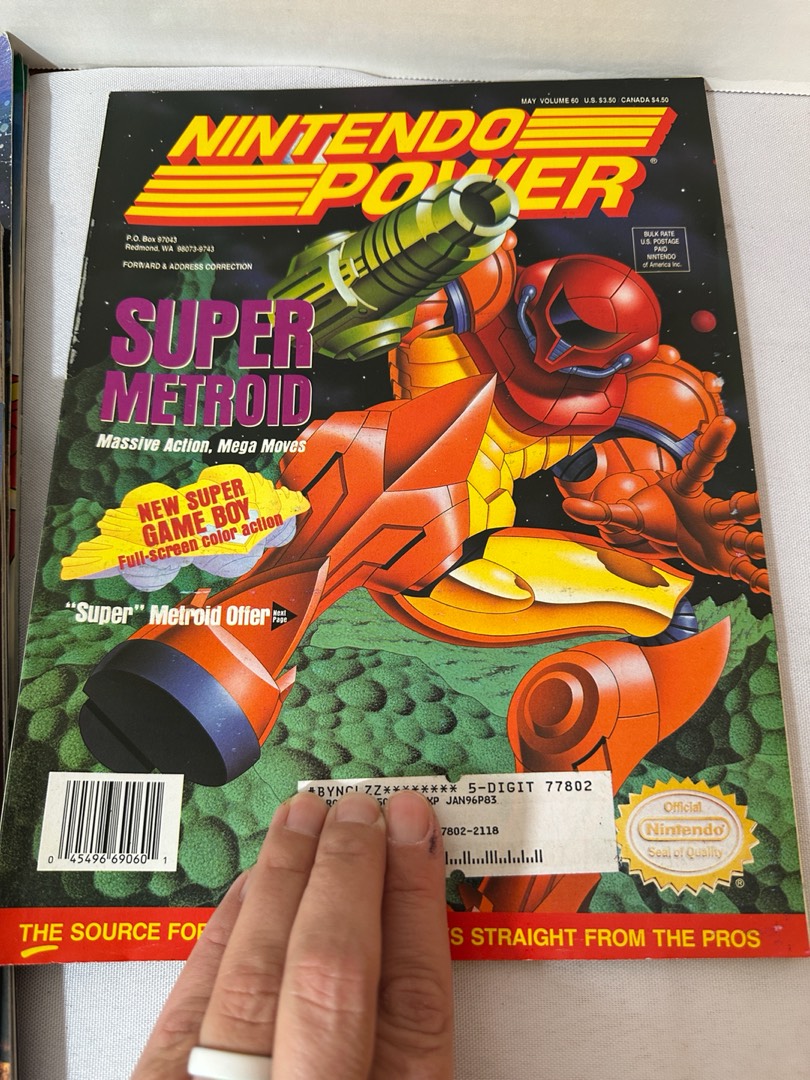 MAY VOLUME 60 U.S. $3.50 CANADA $4.50
NINTENDO
POWER®
P.O. Box 97043
Redmond, WA 98073-9743
FORWARD & ADDRESS CORRECTION
BULK RATE
U.S. POSTAGE
PAID
NINTENDO
of America Inc.
SUPER
METROID
Massive Action, Mega Moves
NEW SUPER
GAME BOY
Full-screen color action
"Super" Metroid Offer Next
Page
#BYNCLZZ******** 5-DIGIT 77802
JAN96P83
7802-2118
0 45496 69060 1
Official
Nintendo
Seal of Quality
®
THE SOURCE FOR S STRAIGHT FROM THE PROS